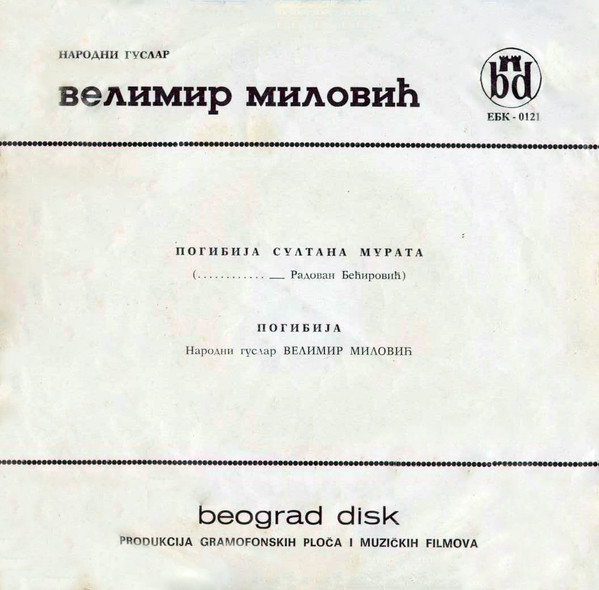 НАРОДНИ ГУСЛАР
велимир миловић
bd
ЕБК - 0121
ПОГИБИЈА СУЛТАНА МУРАТА
(............ — Радован Бећировић)
ПОГИБИЈА
Народни гуслар ВЕЛИМИР МИЛОВИЋ
beograd disk
PRODUKCIJA GRAMOFONSKIH PLOČA I MUZIČKIH FILMOVA